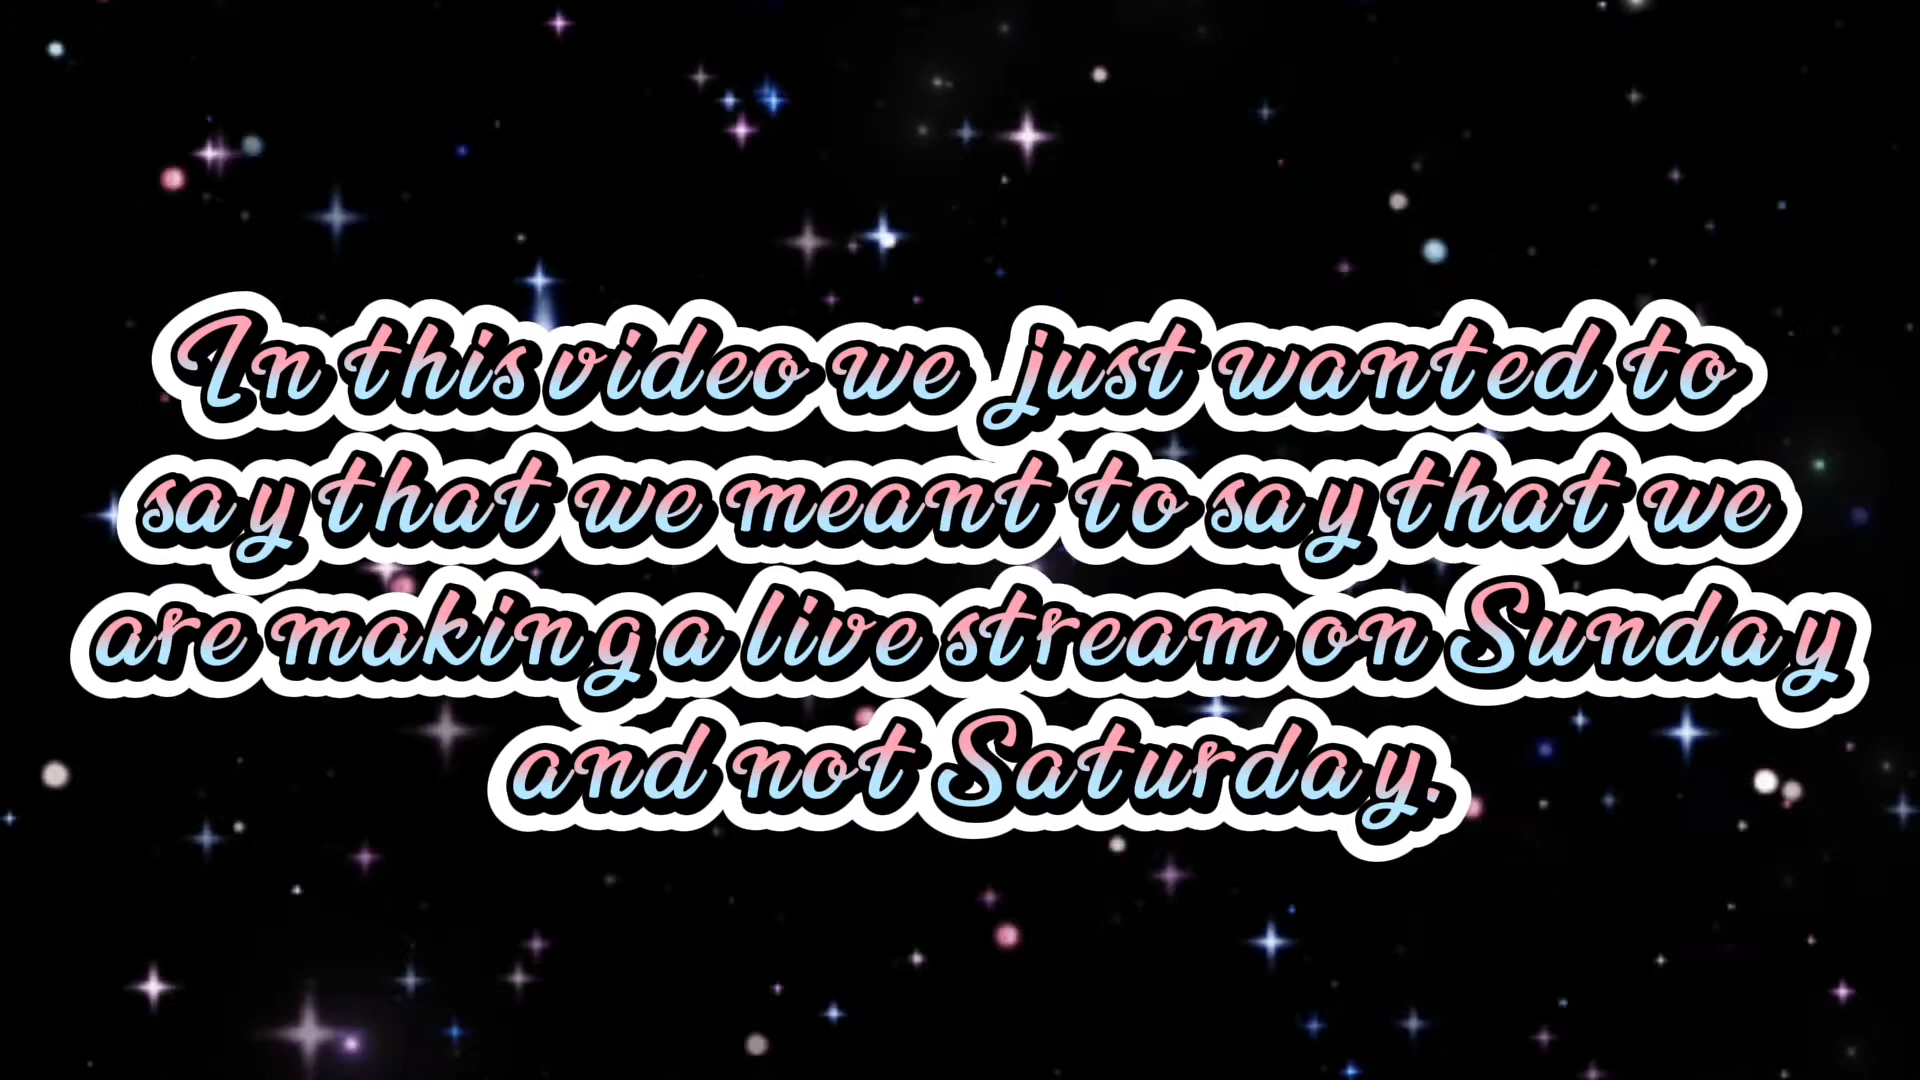 In this video we just wanted to
say that we meant to say that we
are making a live stream on Sunday
and not Saturday.